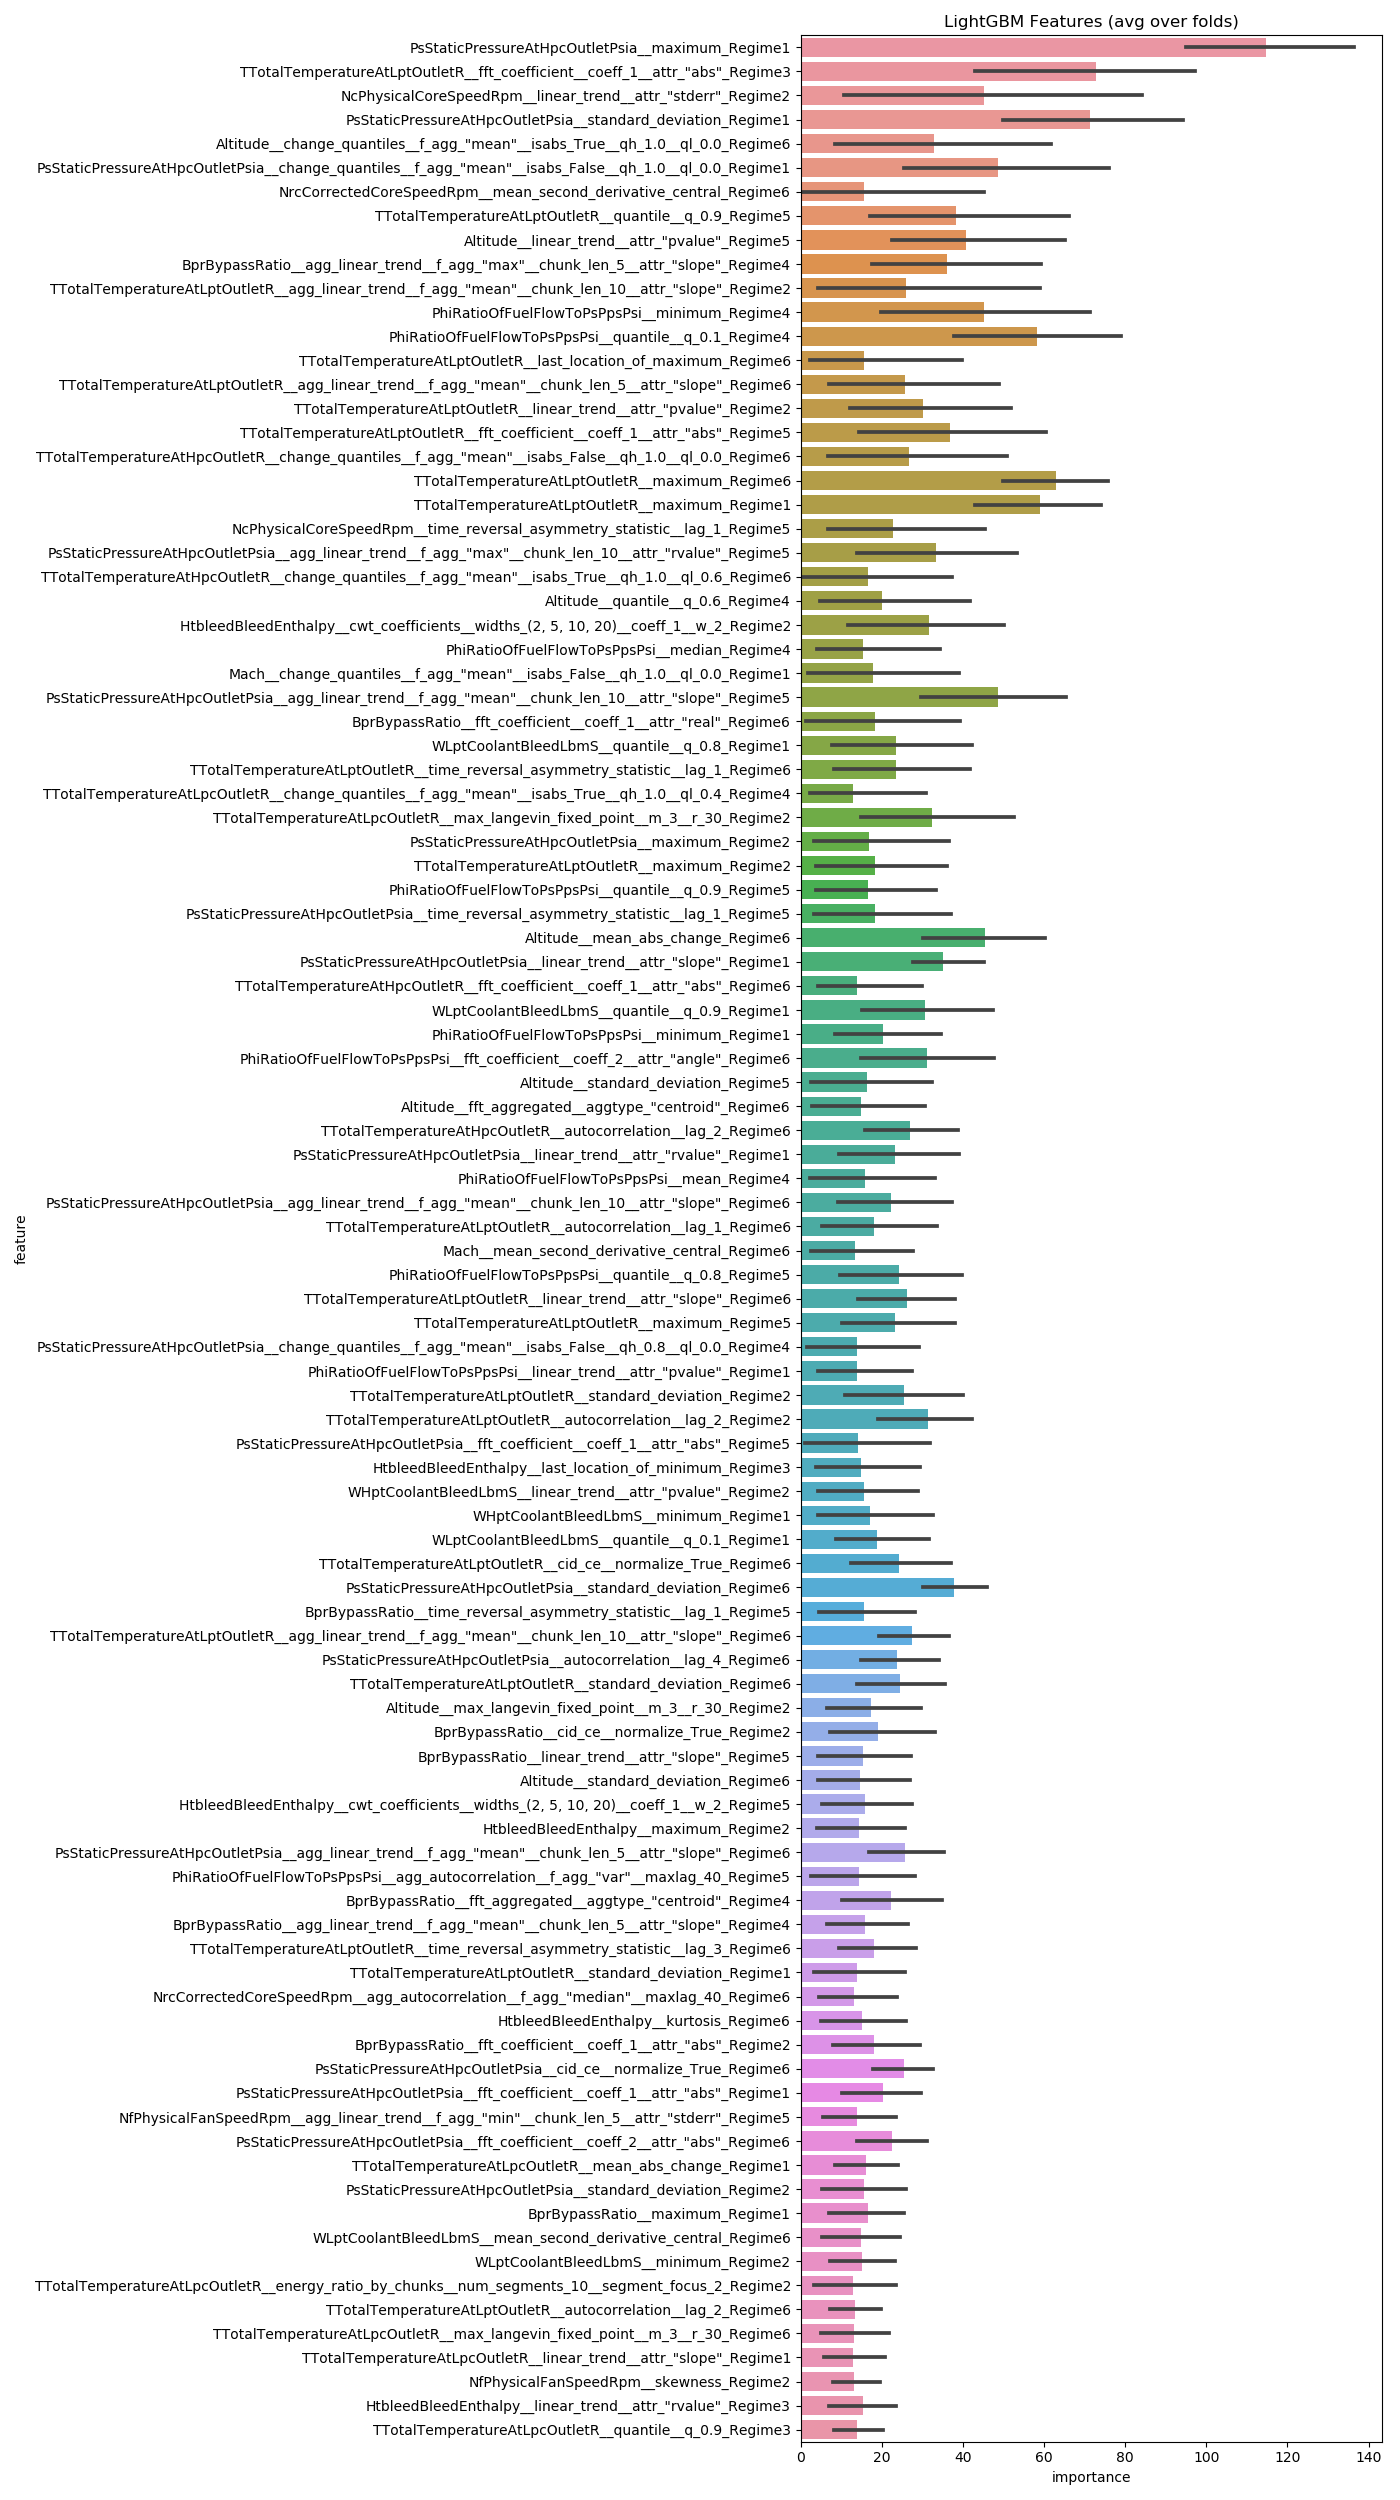 LightGBM Features (avg over folds)
PsStaticPressureAtHpcOutletPsia__maximum_Regime1
TTotalTemperatureAtLptOutletR__fft_coefficient__coeff_1__attr_"abs"_Regime3
NcPhysicalCoreSpeedRpm__linear_trend__attr_"stderr"_Regime2
PsStaticPressureAtHpcOutletPsia__standard_deviation_Regime1
Altitude__change_quantiles__f_agg_"mean"__isabs_True__qh_1.0__ql_0.0_Regime6
PsStaticPressureAtHpcOutletPsia__change_quantiles__f_agg_"mean"__isabs_False__qh_1.0__ql_0.0_Regime1
NrcCorrectedCoreSpeedRpm__mean_second_derivative_central_Regime6
TTotalTemperatureAtLptOutletR__quantile__q_0.9_Regime5
Altitude__linear_trend__attr_"pvalue"_Regime5
BprBypassRatio__agg_linear_trend__f_agg_"max"__chunk_len_5__attr_"slope"_Regime4
TTotalTemperatureAtLptOutletR__agg_linear_trend__f_agg_"mean"__chunk_len_10__attr_"slope"_Regime2
PhiRatioOfFuelFlowToPsPpsPsi__minimum_Regime4
PhiRatioOfFuelFlowToPsPpsPsi__quantile__q_0.1_Regime4
TTotalTemperatureAtLptOutletR__last_location_of_maximum_Regime6
TTotalTemperatureAtLptOutletR__agg_linear_trend__f_agg_"mean"__chunk_len_5__attr_"slope"_Regime6
TTotalTemperatureAtLptOutletR__linear_trend__attr_"pvalue"_Regime2
TTotalTemperatureAtLptOutletR__fft_coefficient__coeff_1__attr_"abs"_Regime5
TTotalTemperatureAtHpcOutletR__change_quantiles__f_agg_"mean"__isabs_False__qh_1.0__ql_0.0_Regime6
TTotalTemperatureAtLptOutletR__maximum_Regime6
TTotalTemperatureAtLptOutletR__maximum_Regime1
NcPhysicalCoreSpeedRpm__time_reversal_asymmetry_statistic__lag_1_Regime5
PsStaticPressureAtHpcOutletPsia__agg_linear_trend__f_agg_"max"__chunk_len_10__attr_"rvalue"_Regime5
TTotalTemperatureAtHpcOutletR__change_quantiles__f_agg_"mean"__isabs_True__qh_1.0__ql_0.6_Regime6
Altitude__quantile__q_0.6_Regime4
HtbleedBleedEnthalpy__cwt_coefficients__widths_(2, 5, 10, 20)__coeff_1__w_2_Regime2
PhiRatioOfFuelFlowToPsPpsPsi__median_Regime4
Mach__change_quantiles__f_agg_"mean"__isabs_False__qh_1.0__ql_0.0_Regime1
PsStaticPressureAtHpcOutletPsia__agg_linear_trend__f_agg_"mean"__chunk_len_10__attr_"slope"_Regime5
BprBypassRatio__fft_coefficient__coeff_1__attr_"real"_Regime6
WLptCoolantBleedLbmS__quantile__q_0.8_Regime1
TTotalTemperatureAtLptOutletR__time_reversal_asymmetry_statistic__lag_1_Regime6
TTotalTemperatureAtLpcOutletR__change_quantiles__f_agg_"mean"__isabs_True__qh_1.0__ql_0.4_Regime4
TTotalTemperatureAtLpcOutletR__max_langevin_fixed_point__m_3__r_30_Regime2
PsStaticPressureAtHpcOutletPsia__maximum_Regime2
TTotalTemperatureAtLptOutletR__maximum_Regime2
PhiRatioOfFuelFlowToPsPpsPsi__quantile__q_0.9_Regime5
PsStaticPressureAtHpcOutletPsia__time_reversal_asymmetry_statistic__lag_1_Regime5
Altitude__mean_abs_change_Regime6
PsStaticPressureAtHpcOutletPsia__linear_trend__attr_"slope"_Regime1
TTotalTemperatureAtHpcOutletR__fft_coefficient__coeff_1__attr_"abs"_Regime6
WLptCoolantBleedLbmS__quantile__q_0.9_Regime1
PhiRatioOfFuelFlowToPsPpsPsi__minimum_Regime1
PhiRatioOfFuelFlowToPsPpsPsi__fft_coefficient__coeff_2__attr_"angle"_Regime6
Altitude__standard_deviation_Regime5
Altitude__fft_aggregated__aggtype_"centroid"_Regime6
TTotalTemperatureAtHpcOutletR__autocorrelation__lag_2_Regime6
PsStaticPressureAtHpcOutletPsia__linear_trend__attr_"rvalue"_Regime1
PhiRatioOfFuelFlowToPsPpsPsi__mean_Regime4
PsStaticPressureAtHpcOutletPsia__agg_linear_trend__f_agg_"mean"__chunk_len_10__attr_"slope"_Regime6
TTotalTemperatureAtLptOutletR__autocorrelation__lag_1_Regime6
Mach__mean_second_derivative_central_Regime6
PhiRatioOfFuelFlowToPsPpsPsi__quantile__q_0.8_Regime5
TTotalTemperatureAtLptOutletR__linear_trend__attr_"slope"_Regime6
TTotalTemperatureAtLptOutletR__maximum_Regime5
PsStaticPressureAtHpcOutletPsia__change_quantiles__f_agg_"mean"__isabs_False__qh_0.8__ql_0.0_Regime4
PhiRatioOfFuelFlowToPsPpsPsi__linear_trend__attr_"pvalue"_Regime1
TTotalTemperatureAtLptOutletR__standard_deviation_Regime2
TTotalTemperatureAtLptOutletR__autocorrelation__lag_2_Regime2
PsStaticPressureAtHpcOutletPsia__fft_coefficient__coeff_1__attr_"abs"_Regime5
HtbleedBleedEnthalpy__last_location_of_minimum_Regime3
WHptCoolantBleedLbmS__linear_trend__attr_"pvalue"_Regime2
WHptCoolantBleedLbmS__minimum_Regime1
WLptCoolantBleedLbmS__quantile__q_0.1_Regime1
TTotalTemperatureAtLptOutletR__cid_ce__normalize_True_Regime6
PsStaticPressureAtHpcOutletPsia__standard_deviation_Regime6
BprBypassRatio__time_reversal_asymmetry_statistic__lag_1_Regime5
TTotalTemperatureAtLptOutletR__agg_linear_trend__f_agg_"mean"__chunk_len_10__attr_"slope"_Regime6
PsStaticPressureAtHpcOutletPsia__autocorrelation__lag_4_Regime6
TTotalTemperatureAtLptOutletR__standard_deviation_Regime6
Altitude__max_langevin_fixed_point__m_3__r_30_Regime2
BprBypassRatio__cid_ce__normalize_True_Regime2
BprBypassRatio__linear_trend__attr_"slope"_Regime5
Altitude__standard_deviation_Regime6
HtbleedBleedEnthalpy__cwt_coefficients__widths_(2, 5, 10, 20)__coeff_1__w_2_Regime5
HtbleedBleedEnthalpy__maximum_Regime2
PsStaticPressureAtHpcOutletPsia__agg_linear_trend__f_agg_"mean"__chunk_len_5__attr_"slope"_Regime6
PhiRatioOfFuelFlowToPsPpsPsi__agg_autocorrelation__f_agg_"var"__maxlag_40_Regime5
BprBypassRatio__fft_aggregated__aggtype_"centroid"_Regime4
BprBypassRatio__agg_linear_trend__f_agg_"mean"__chunk_len_5__attr_"slope"_Regime4
TTotalTemperatureAtLptOutletR__time_reversal_asymmetry_statistic__lag_3_Regime6
TTotalTemperatureAtLptOutletR__standard_deviation_Regime1
NrcCorrectedCoreSpeedRpm__agg_autocorrelation__f_agg_"median"__maxlag_40_Regime6
HtbleedBleedEnthalpy__kurtosis_Regime6
BprBypassRatio__fft_coefficient__coeff_1__attr_"abs"_Regime2
PsStaticPressureAtHpcOutletPsia__cid_ce__normalize_True_Regime6
PsStaticPressureAtHpcOutletPsia__fft_coefficient__coeff_1__attr_"abs"_Regime1
NfPhysicalFanSpeedRpm__agg_linear_trend__f_agg_"min"__chunk_len_5__attr_"stderr"_Regime5
PsStaticPressureAtHpcOutletPsia__fft_coefficient__coeff_2__attr_"abs"_Regime6
TTotalTemperatureAtLpcOutletR__mean_abs_change_Regime1
PsStaticPressureAtHpcOutletPsia__standard_deviation_Regime2
BprBypassRatio__maximum_Regime1
WLptCoolantBleedLbmS__mean_second_derivative_central_Regime6
WLptCoolantBleedLbmS__minimum_Regime2
TTotalTemperatureAtLpcOutletR__energy_ratio_by_chunks__num_segments_10__segment_focus_2_Regime2
TTotalTemperatureAtLptOutletR__autocorrelation__lag_2_Regime6
TTotalTemperatureAtLpcOutletR__max_langevin_fixed_point__m_3__r_30_Regime6
TTotalTemperatureAtLpcOutletR__linear_trend__attr_"slope"_Regime1
NfPhysicalFanSpeedRpm__skewness_Regime2
HtbleedBleedEnthalpy__linear_trend__attr_"rvalue"_Regime3
TTotalTemperatureAtLpcOutletR__quantile__q_0.9_Regime3
feature
0 20 40 60 80 100 120 140
importance